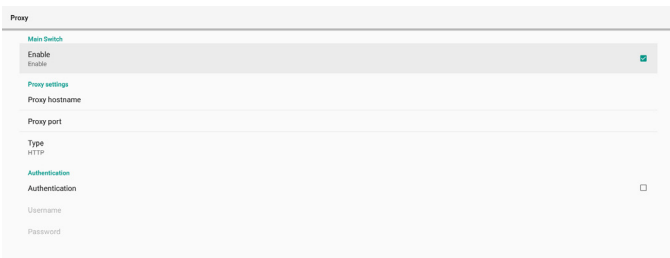 Proxy
Main Switch
Enable
Enable
Proxy settings
Proxy hostname
Proxy port
Type
HTTP
Authentication
Authentication
Username
Password